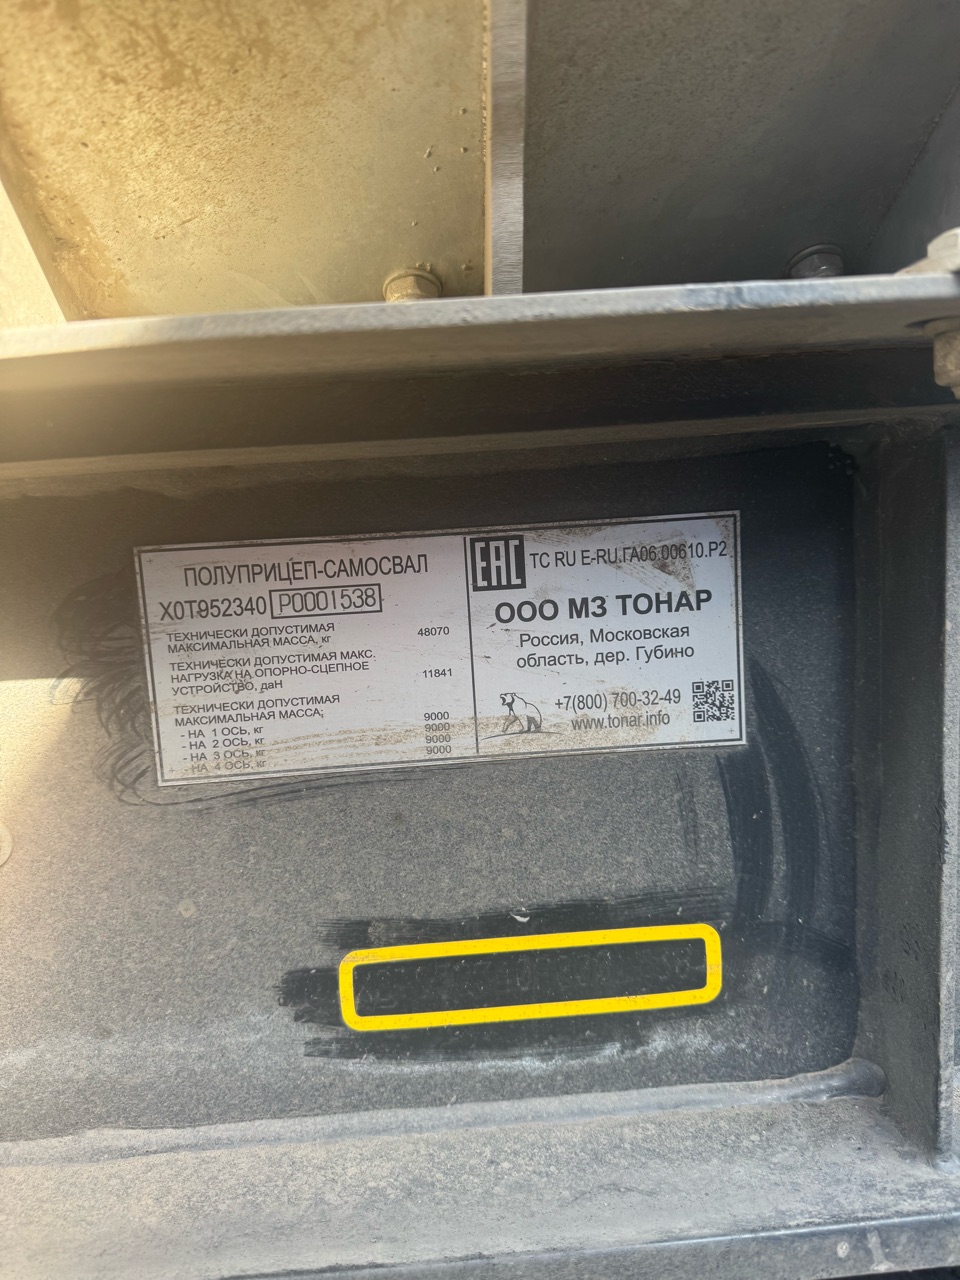 ПОЛУПРИЦЕП-САМОСВАЛ
X0T952340 P0001538
ТЕХНИЧЕСКИ ДОПУСТИМАЯ
МАКСИМАЛЬНАЯ МАССА, кг 48070
ТЕХНИЧЕСКИ ДОПУСТИМАЯ МАКС.
НАГРУЗКА НА ОПОРНО-СЦЕПНОЕ
УСТРОЙСТВО, даН 11841
ТЕХНИЧЕСКИ ДОПУСТИМАЯ
МАКСИМАЛЬНАЯ МАССА;
- НА 1 ОСЬ, кг 9000
- НА 2 ОСЬ, кг 9000
- НА 3 ОСЬ, кг 9000
- НА 4 ОСЬ, кг 9000
EAC TC RU E-RU.ГА06.00610.P2
ООО МЗ ТОНАР
Россия, Московская
область, дер. Губино
+7(800) 700-32-49
www.tonar.info